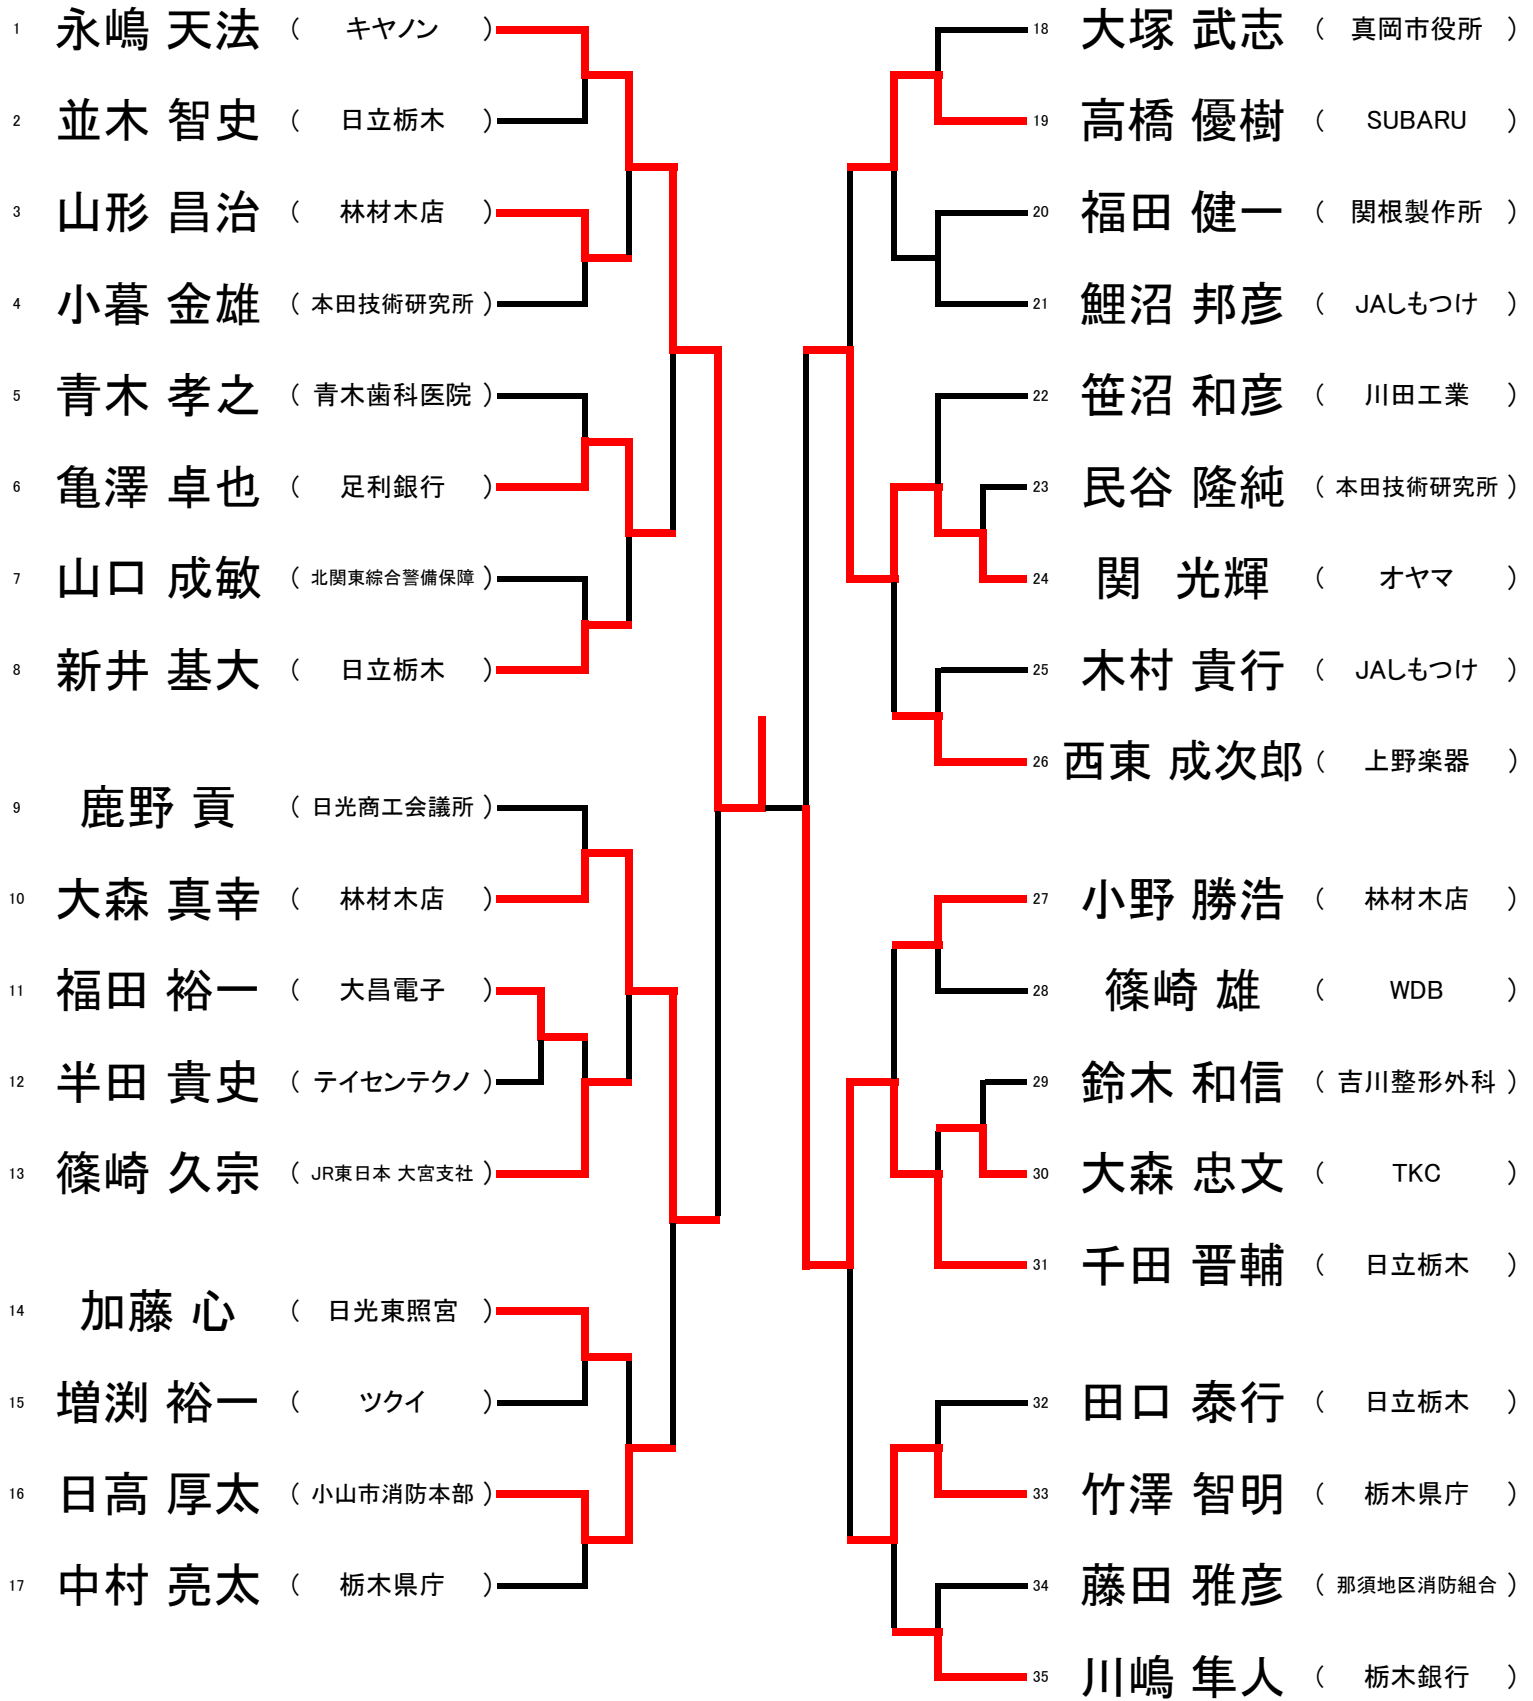 1 永嶋 天法 ( キヤノン )
2 並木 智史 ( 日立栃木 )
3 山形 昌治 ( 林材木店 )
4 小暮 金雄 ( 本田技術研究所 )
5 青木 孝之 ( 青木歯科医院 )
6 亀澤 卓也 ( 足利銀行 )
7 山口 成敏 ( 北関東綜合警備保障 )
8 新井 基大 ( 日立栃木 )
9 鹿野 貢 ( 日光商工会議所 )
10 大森 真幸 ( 林材木店 )
11 福田 裕一 ( 大昌電子 )
12 半田 貴史 ( テイセンテクノ )
13 篠崎 久宗 ( JR東日本 大宮支社 )
14 加藤 心 ( 日光東照宮 )
15 増渕 裕一 ( ツクイ )
16 日高 厚太 ( 小山市消防本部 )
17 中村 亮太 ( 栃木県庁 )
18 大塚 武志 ( 真岡市役所 )
19 高橋 優樹 ( SUBARU )
20 福田 健一 ( 関根製作所 )
21 鯉沼 邦彦 ( JAしもつけ )
22 笹沼 和彦 ( 川田工業 )
23 民谷 隆純 ( 本田技術研究所 )
24 関 光輝 ( オヤマ )
25 木村 貴行 ( JAしもつけ )
26 西東 成次郎 ( 上野楽器 )
27 小野 勝浩 ( 林材木店 )
28 篠崎 雄 ( WDB )
29 鈴木 和信 ( 吉川整形外科 )
30 大森 忠文 ( TKC )
31 千田 晋輔 ( 日立栃木 )
32 田口 泰行 ( 日立栃木 )
33 竹澤 智明 ( 栃木県庁 )
34 藤田 雅彦 ( 那須地区消防組合 )
35 川嶋 隼人 ( 栃木銀行 )